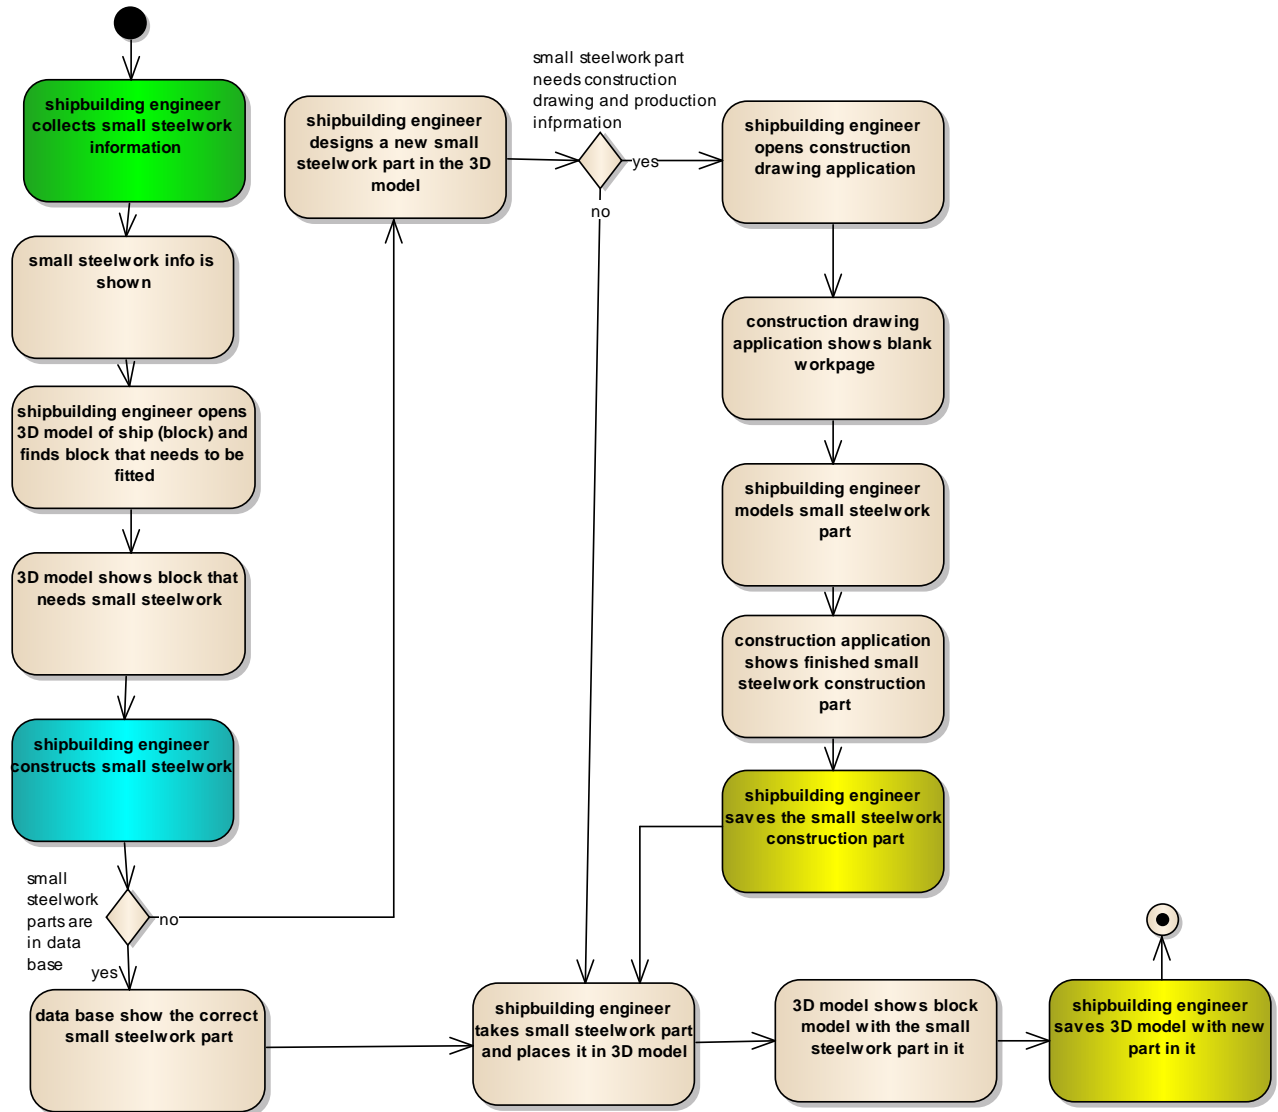 shipbuilding engineer
collects small steelwork
information
small steelwork info is
shown
shipbuilding engineer opens
3D model of ship (block) and
finds block that needs to be
fitted
3D model shows block that
needs small steelwork
shipbuilding engineer
constructs small steelwork
small
steelwork
parts are
in data
base
no
yes
data base show the correct
small steelwork part
shipbuilding engineer
designs a new small
steelwork part in the 3D
model
small steelwork part
needs construction
drawing and production
infprmation
yes
no
shipbuilding engineer
opens construction
drawing application
construction drawing
application shows blank
workpage
shipbuilding engineer
models small steelwork
part
construction application
shows finished small
steelwork construction
part
shipbuilding engineer
saves the small steelwork
construction part
shipbuilding engineer
takes small steelwork part
and places it in 3D model
3D model shows block
model with the small
steelwork part in it
shipbuilding engineer
saves 3D model with new
part in it